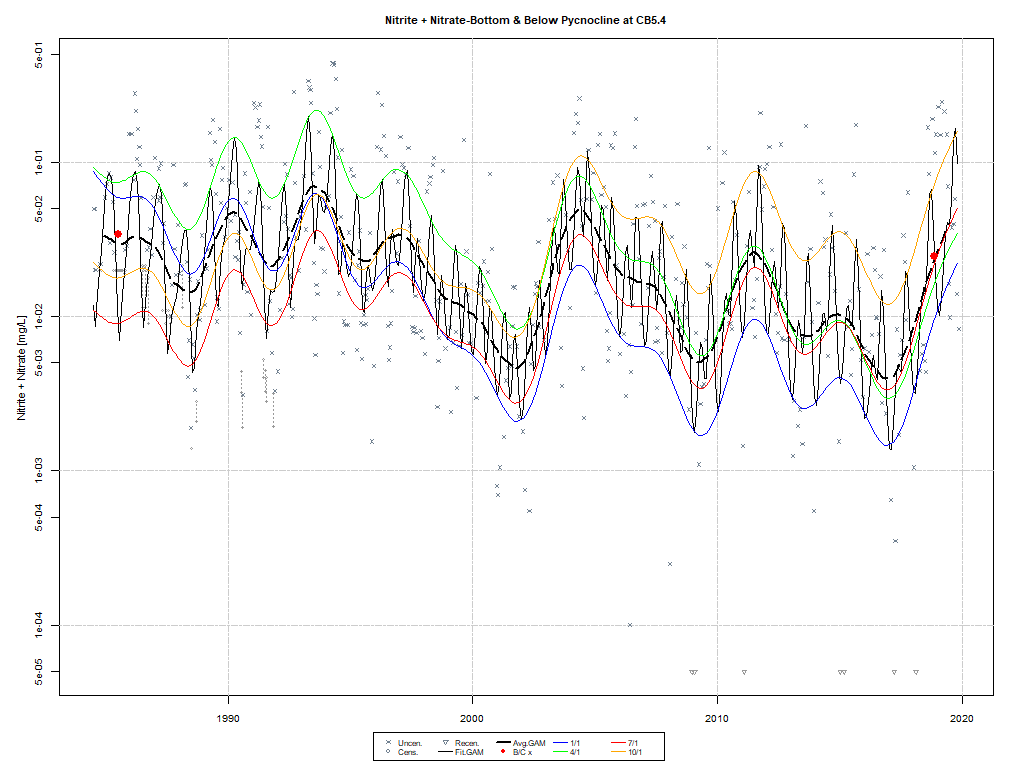 Nitrite + Nitrate-Bottom & Below Pycnocline at CB5.4
Nitrite + Nitrate [mg/L]
5e-01
1e-01
5e-02
1e-02
5e-03
1e-03
5e-04
1e-04
5e-05
1990 2000 2010 2020
Uncen. Recen. Avg.GAM 1/1 7/1
Cens. Fit.GAM B/C x 4/1 10/1